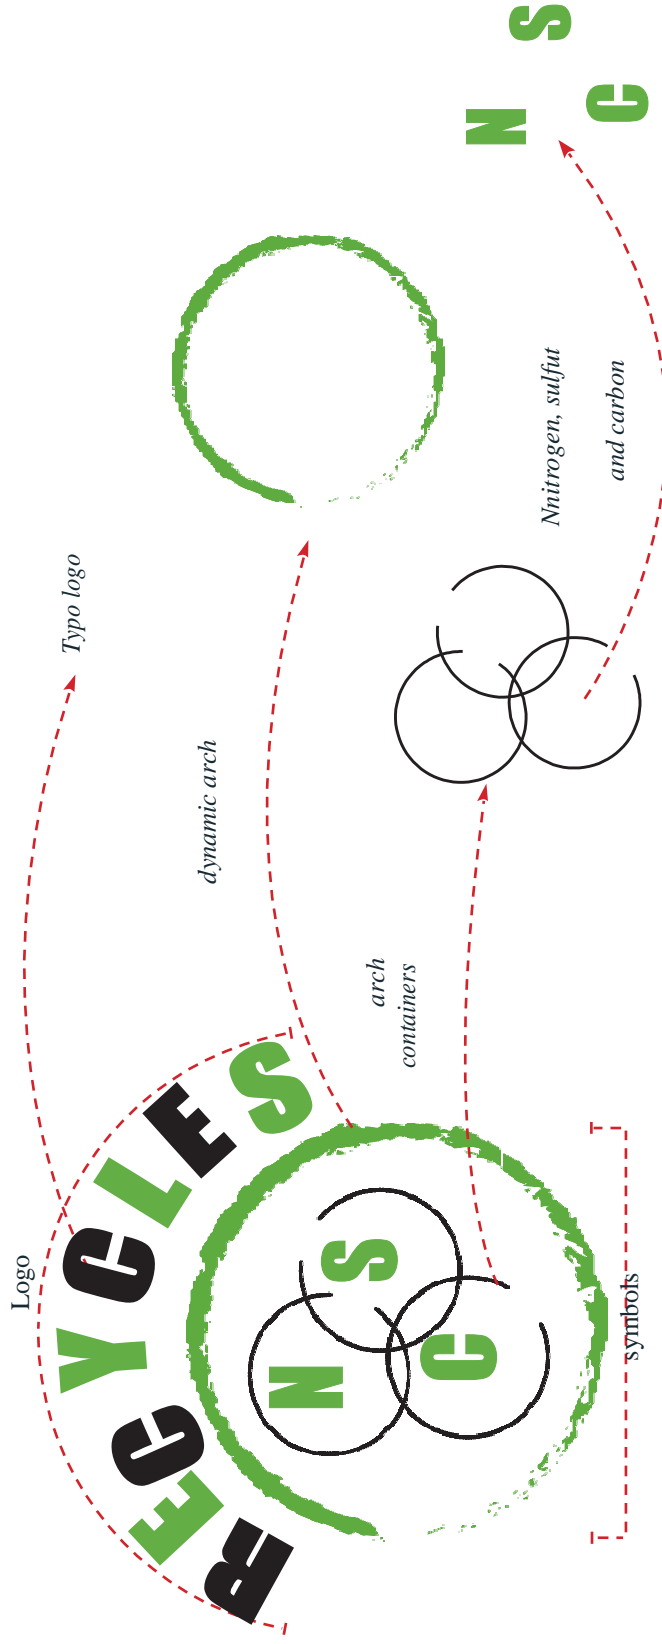 Logo
RECYCLES
N S
C
symbols
Typo logo
dynamic arch
arch
containers
Nnitrogen, sulfut
and carbon
N S
C